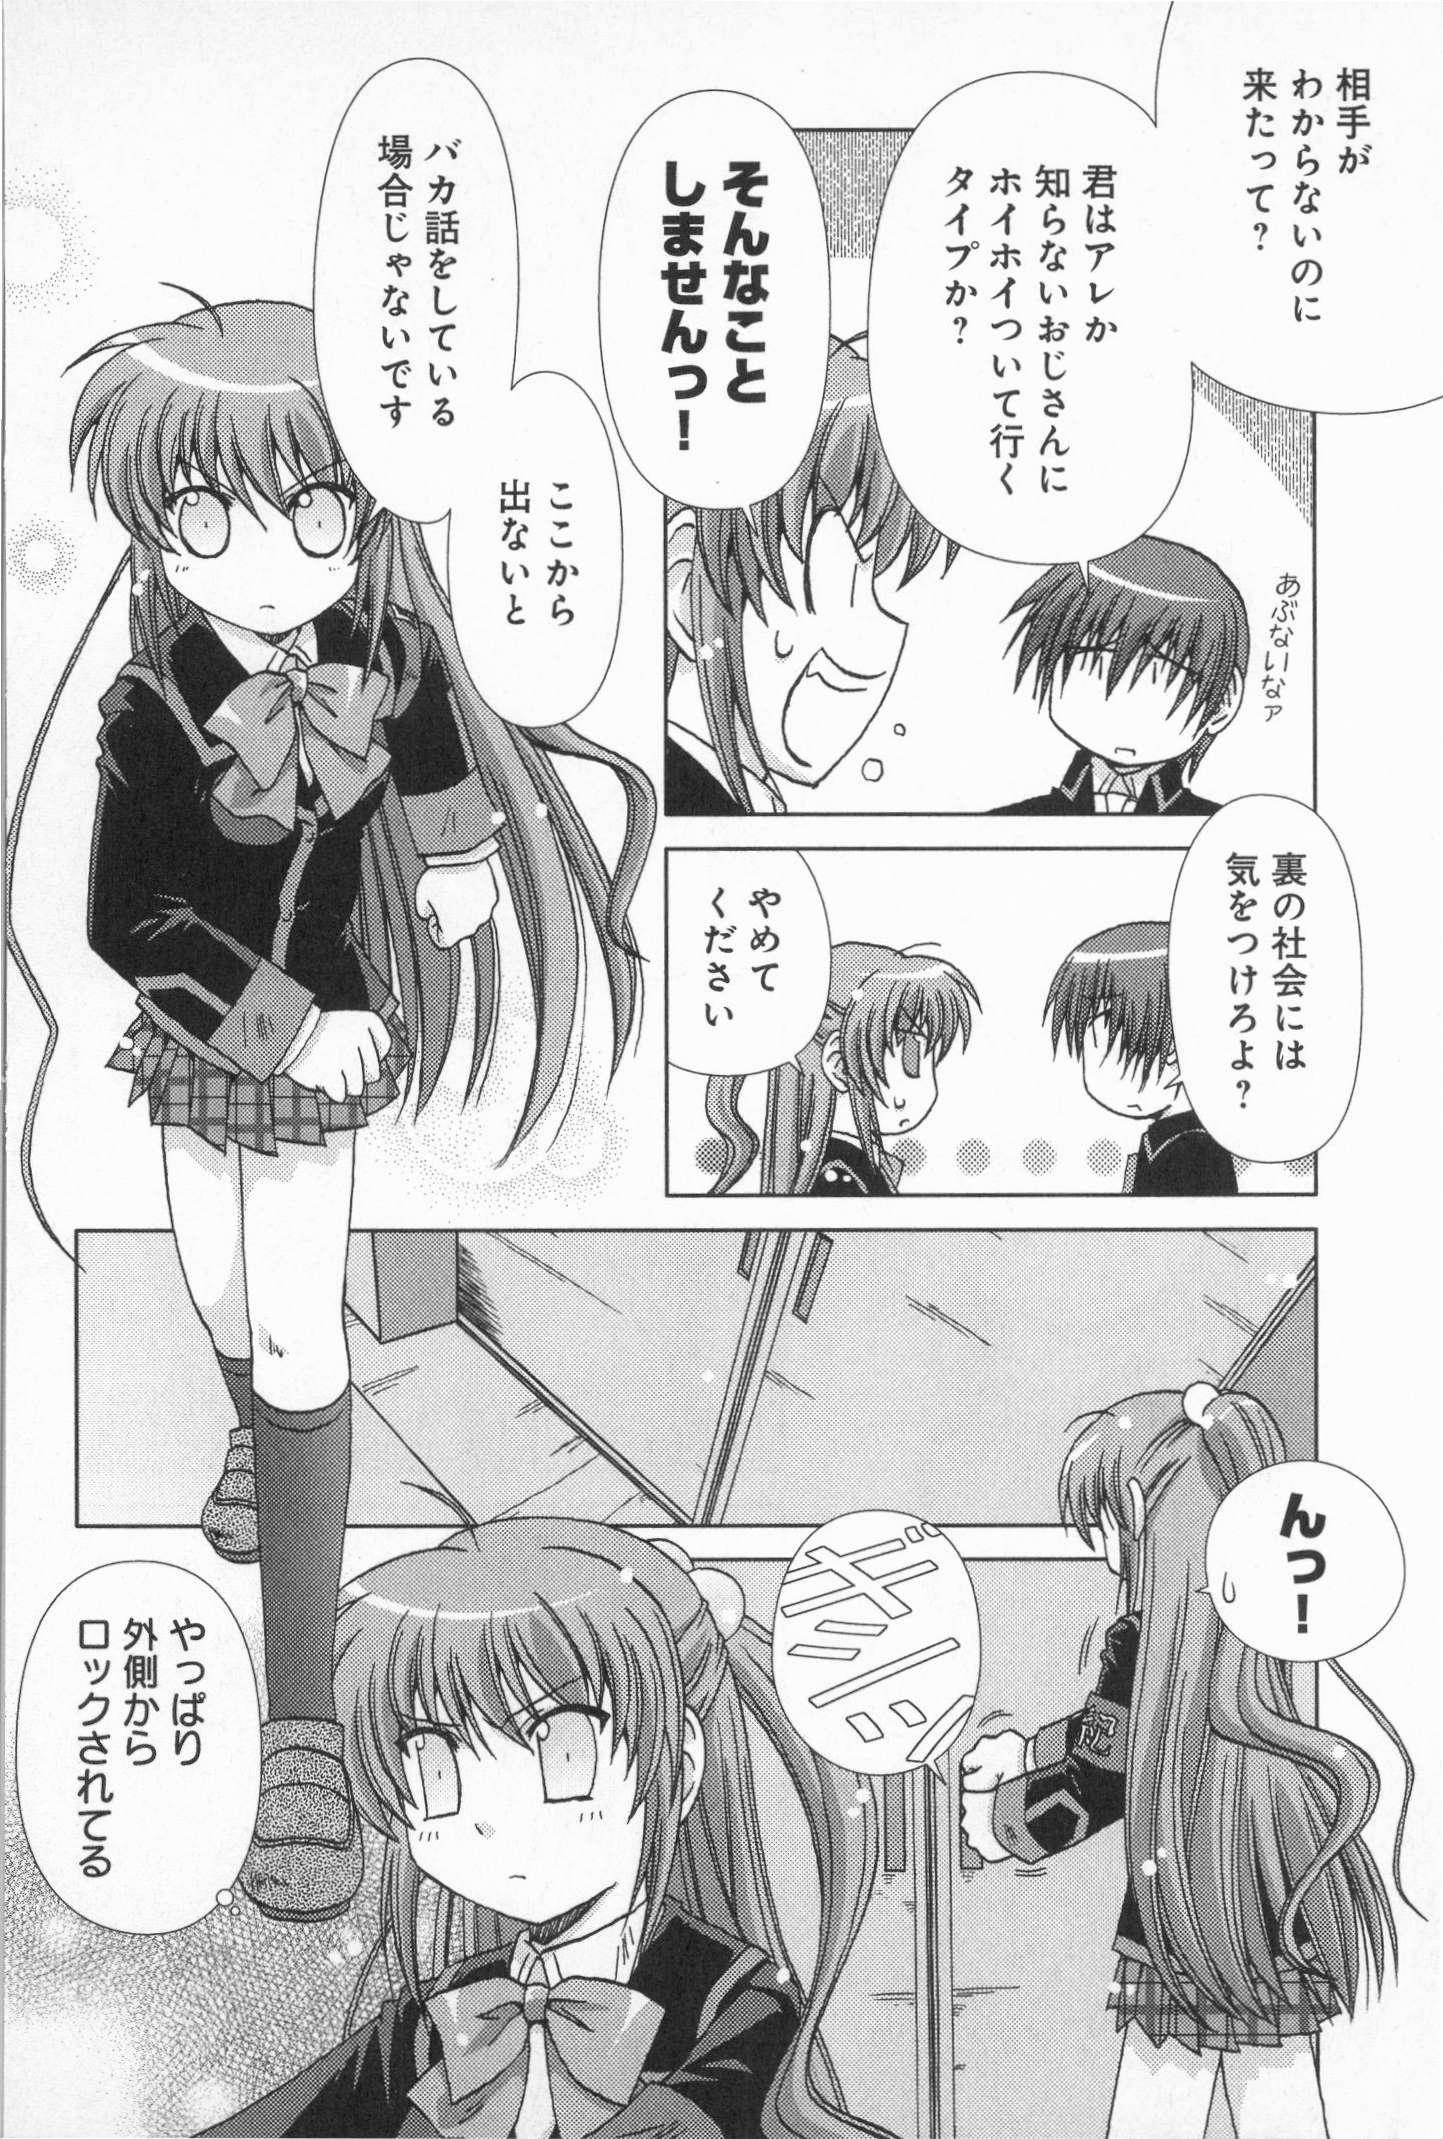 相手が
わからないのに
来たって？
君はアレか
知らないおじさんに
ホイホイついて行く
タイプか？
あぶないなァ
そんなこと
しませんっ！
裏の社会には
気をつけろよ？
やめて
ください
バカ話をしている
場合じゃないです
ここから
出ないと
んっ！
ギシッ
紀
やっぱり
外側から
ロックされてる